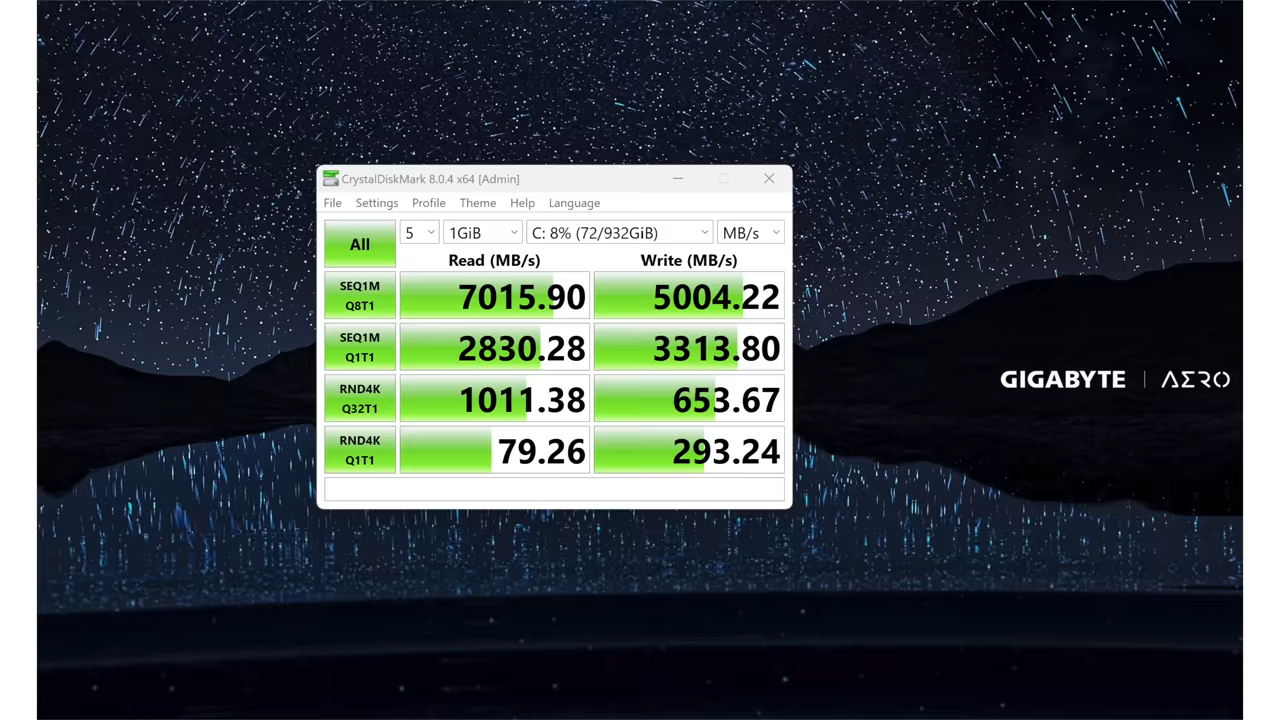 CrystalDiskMark 8.0.4 x64 [Admin]
File Settings Profile Theme Help Language
All 5 1GiB C: 8% (72/932GiB) MB/s
Read (MB/s) Write (MB/s)
SEQ1M
Q8T1
7015.90 5004.22
SEQ1M
Q1T1
2830.28 3313.80
RND4K
Q32T1
1011.38 653.67
RND4K
Q1T1
79.26 293.24
GIGABYTE | AERO